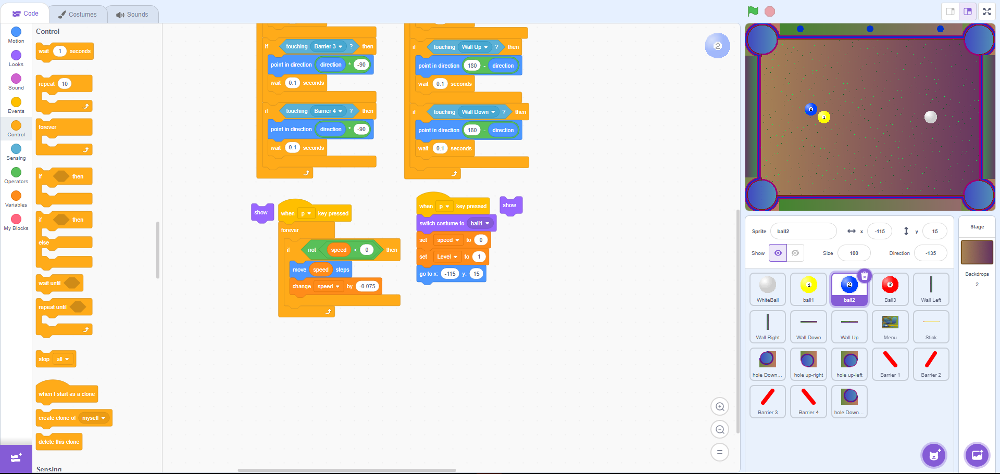 Code
Costumes
Sounds
Motion
Looks
Sound
Events
Control
Sensing
Operators
Variables
My Blocks
Control
wait 1 seconds
repeat 10
forever
if then
if then
else
wait until
repeat until
stop all
when I start as a clone
create clone of myself
delete this clone
Sensing
if touching Barrier 3 ? then
point in direction direction * -90
wait 0.1 seconds
if touching Barrier 4 ? then
point in direction direction * -90
wait 0.1 seconds
if touching Wall Up ? then
point in direction 180 - direction
wait 0.1 seconds
if touching Wall Down ? then
point in direction 180 - direction
wait 0.1 seconds
show
when p key pressed
forever
if not speed < 0 then
move speed steps
change speed by -0.075
when p key pressed
show
switch costume to ball1
set speed to 0
set Level to 1
go to x: -115 y: 15
2
2
1
Sprite ball2 x -115 y 15
Show Size 100 Direction -135
WhiteBall
1
ball1
2
ball2
3
Ball3
Wall Left
Wall Right
Wall Down
Wall Up
Menu
Stick
hole Down...
hole up-right
hole up-left
Barrier 1
Barrier 2
Barrier 3
Barrier 4
hole Down...
Stage
Backdrops
2